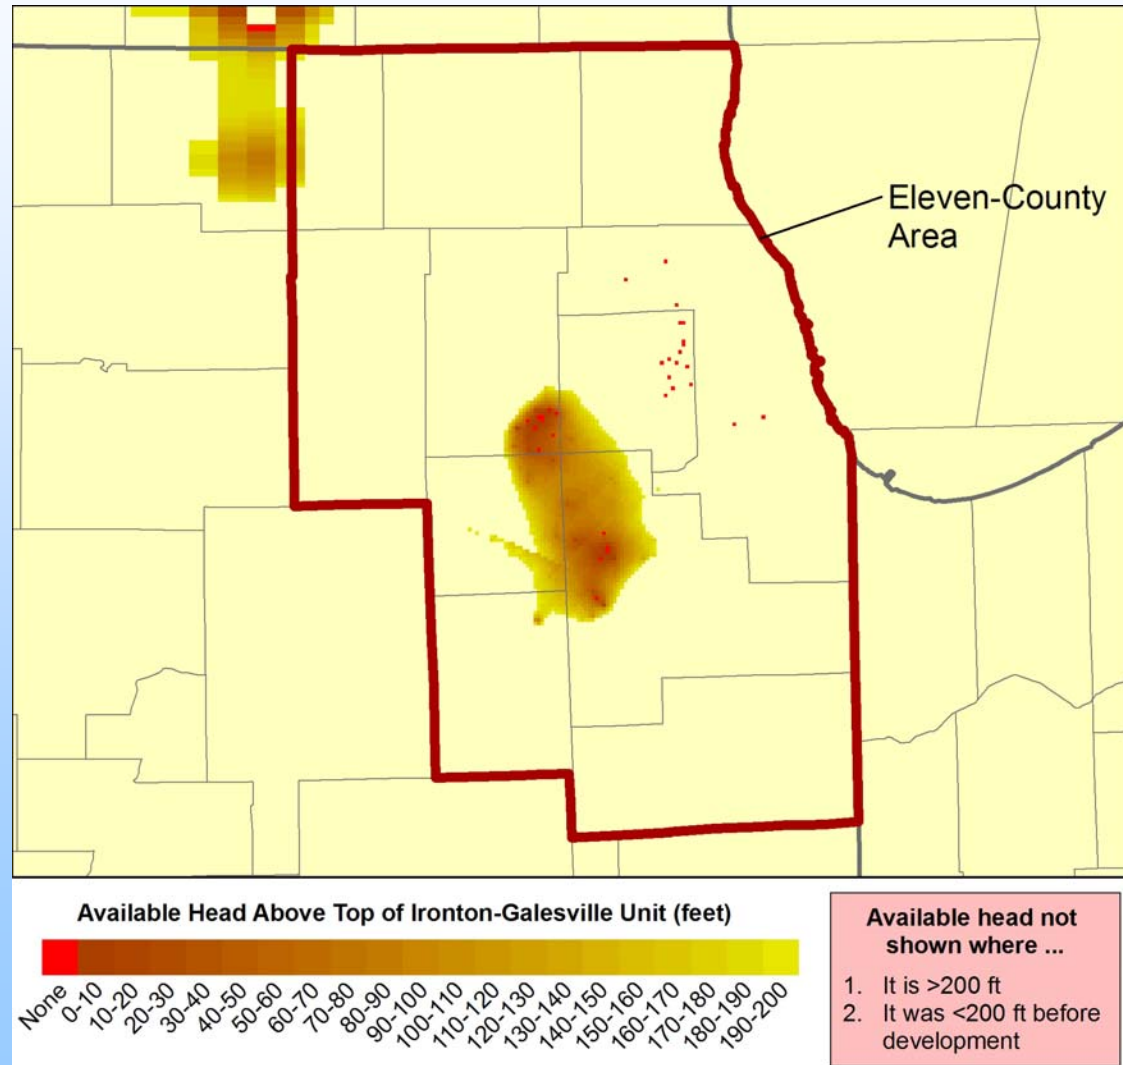 Eleven-County
Area
Available Head Above Top of Ironton-Galesville Unit (feet)
None
0-10
10-20
20-30
30-40
40-50
50-60
60-70
70-80
80-90
90-100
100-110
110-120
120-130
130-140
140-150
150-160
160-170
170-180
180-190
190-200
Available head not
shown where ...
1. It is >200 ft
2. It was <200 ft before
development